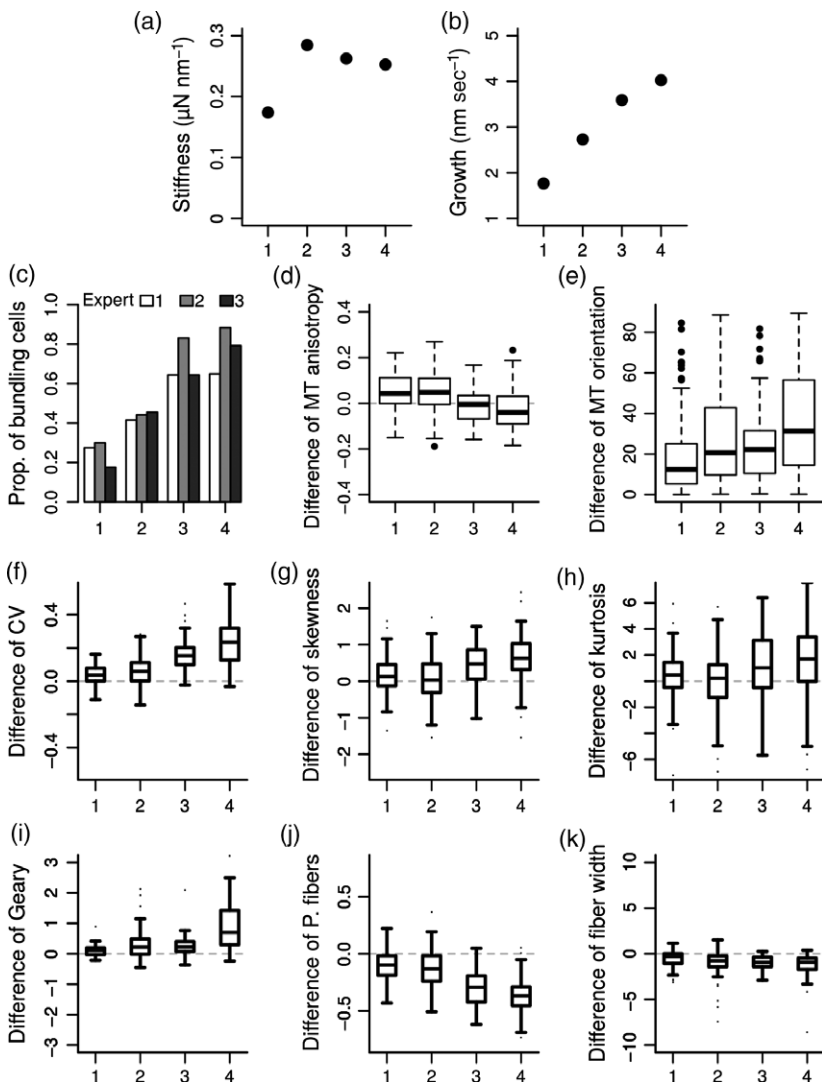 (a)
Stiffness (µN nm⁻¹)
0.3
0.2
0.1
0
1 2 3 4
(b)
Growth (nm sec⁻¹)
5
4
3
2
1
1 2 3 4
(c)
Prop. of bundling cells
Expert 1 2 3
1.0
0.8
0.6
0.4
0.2
0.0
1 2 3 4
(d)
Difference of MT anisotropy
0.4
0.2
0.0
−0.2
−0.4
1 2 3 4
(e)
Difference of MT orientation
80
60
40
20
0
1 2 3 4
(f)
Difference of CV
0.4
0.0
−0.4
1 2 3 4
(g)
Difference of skewness
2
1
0
1
−2
1 2 3 4
(h)
Difference of kurtosis
6
2
−2
−6
1 2 3 4
(i)
Difference of Geary
3
2
1
0
−1
−2
−3
1 2 3 4
(j)
Difference of P. fibers
0.5
0.0
−0.5
1 2 3 4
(k)
Difference of fiber width
10
5
0
−5
−10
1 2 3 4